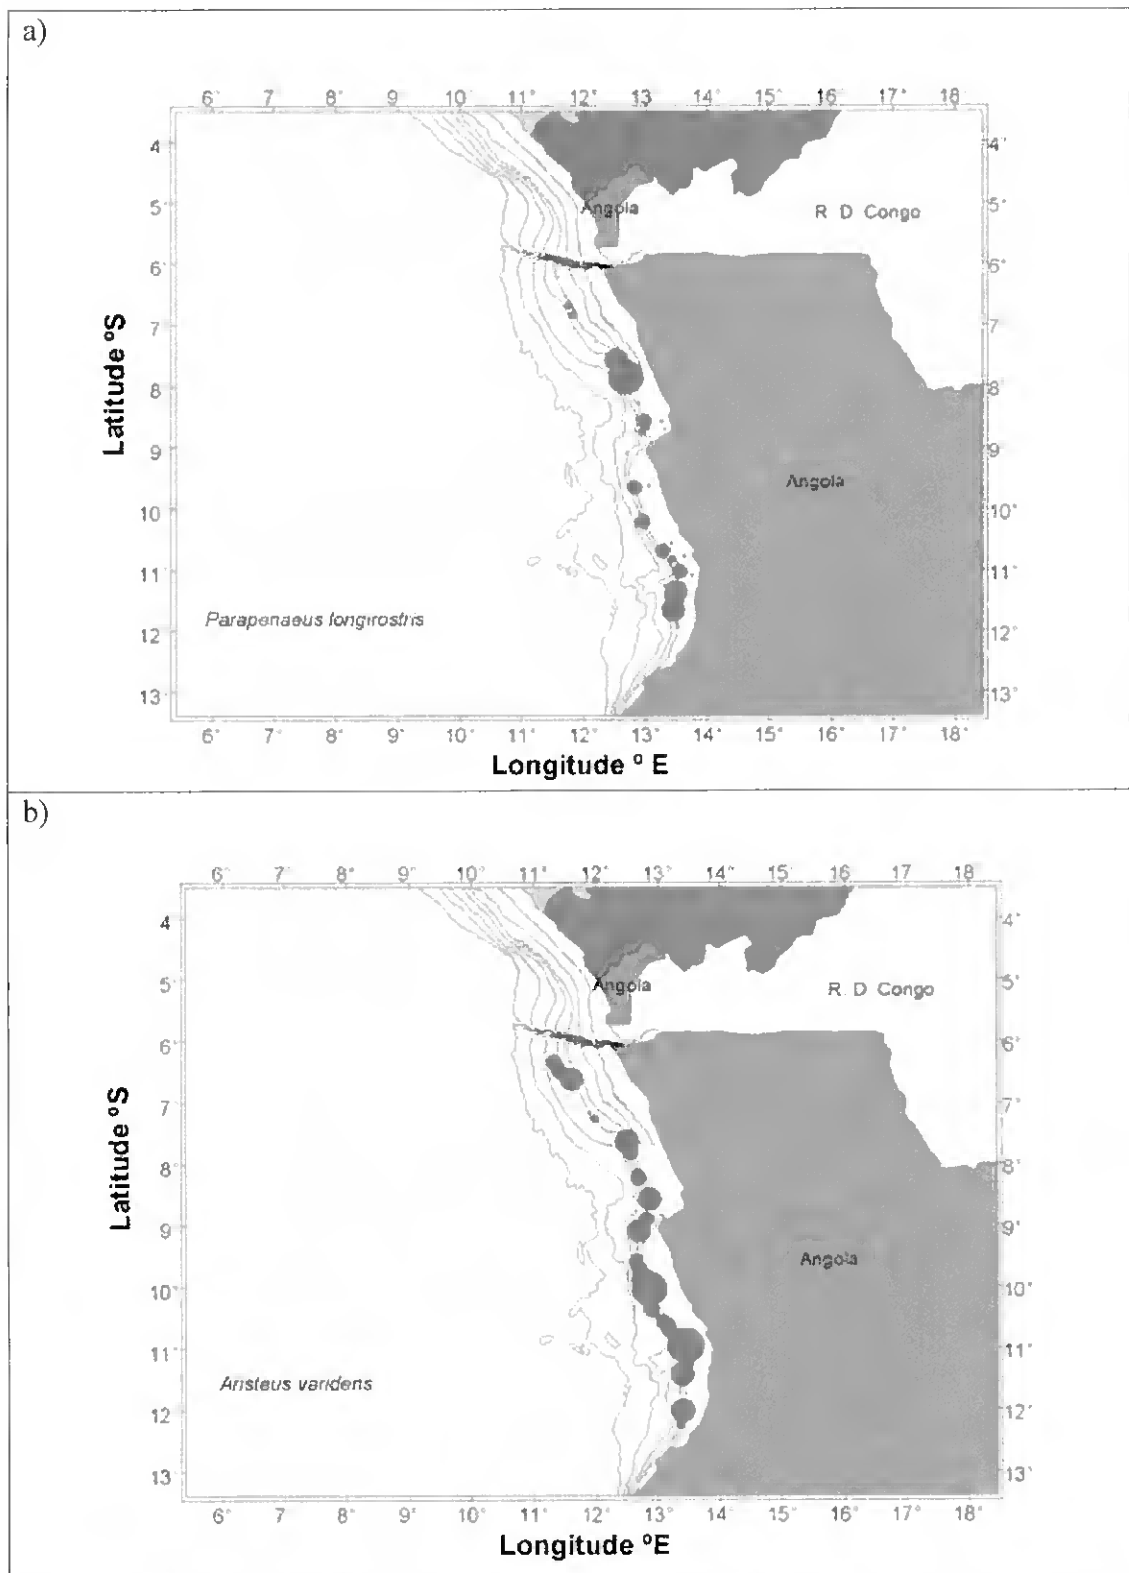 a)
6° 7° 8° 9° 10° 11° 12° 13° 14° 15° 16° 17° 18°
4° 4°
Angola R D Congo
5° 5°
6° 6°
7° 7°
Latitude ºS
8° 8°
9° 9°
Angola
10° 10°
11° 11°
Parapenaeus longirostris
12° 12°
13° 13°
6° 7° 8° 9° 10° 11° 12° 13° 14° 15° 16° 17° 18°
Longitude º E
b)
6° 7° 8° 9° 10° 11° 12° 13° 14° 15° 16° 17° 18
4 4°
Angola R. D Congo
5° 5°
6° 6°
7° 7°
Latitude ºS
8° 8°
9° 9°
Angola
10° 10°
11° 11°
Aristeus varidens
12° 12°
13° 13°
6° 7° 8° 9° 10° 11° 12° 13° 14° 15° 16° 17° 18°
Longitude ºE